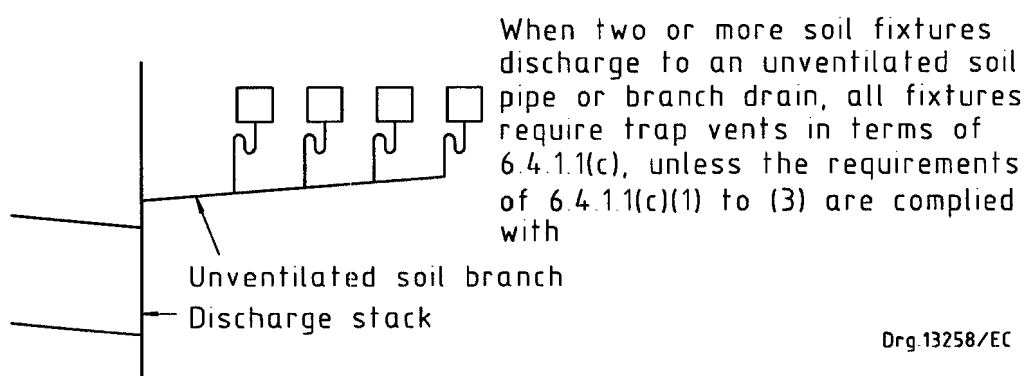 When two or more soil fixtures
discharge to an unventilated soil
pipe or branch drain, all fixtures
require trap vents in terms of
6.4.1.1(c), unless the requirements
of 6.4.1.1(c)(1) to (3) are complied
with
Unventilated soil branch
Discharge stack
Drg.13258/EC